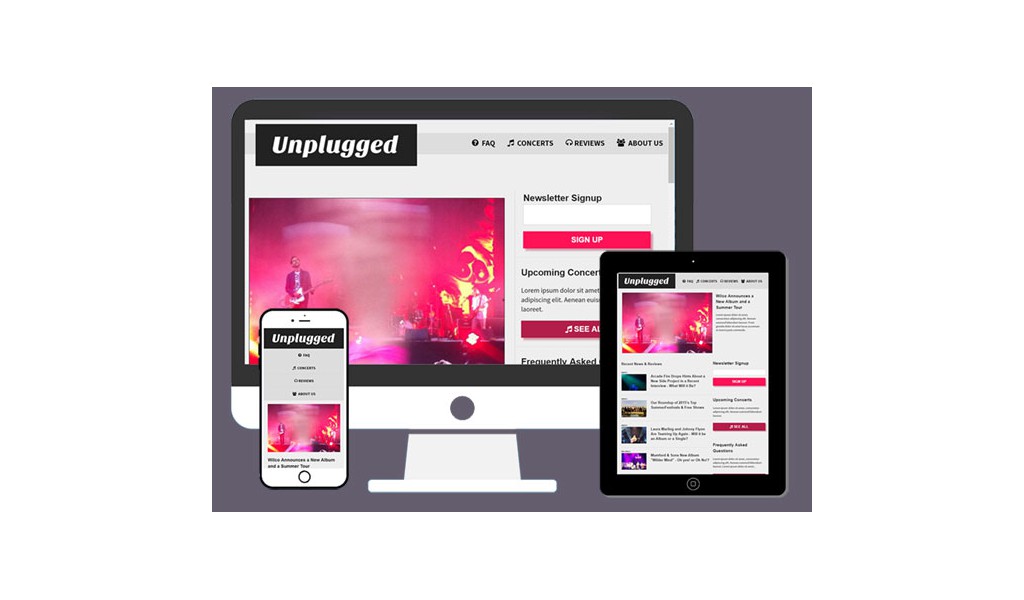 Unplugged
FAQ
CONCERTS
REVIEWS
ABOUT US
Newsletter Signup
SIGN UP
Upcoming Concert
Lorem ipsum dolor sit amet
adipiscing elit. Aenean euis
laoreet.
SEE AL
Frequently Asked
Unplugged
FAQ
CONCERTS
REVIEWS
ABOUT US
Wilco Announces a New Album
and a Summer Tour
Unplugged
FAQ CONCERTS REVIEWS ABOUT US
Wilco Announces a
New Album and a
Summer Tour
Recent News & Reviews
Arcade Fire Drops Hints About a
New Side Project in a Recent
Interview - What Will it Be?
Our Roundup of 2015's Top
Summer Festivals & Free Shows
Laura Marling and Johnny Flynn
Are Teaming Up Again - Will it be
an Album or a Single?
Mumford & Sons New Album
"Wilder Mind" - Oh yes! or Oh No?
Newsletter Signup
SIGN UP
Upcoming Concerts
SEE ALL
Frequently Asked
Questions